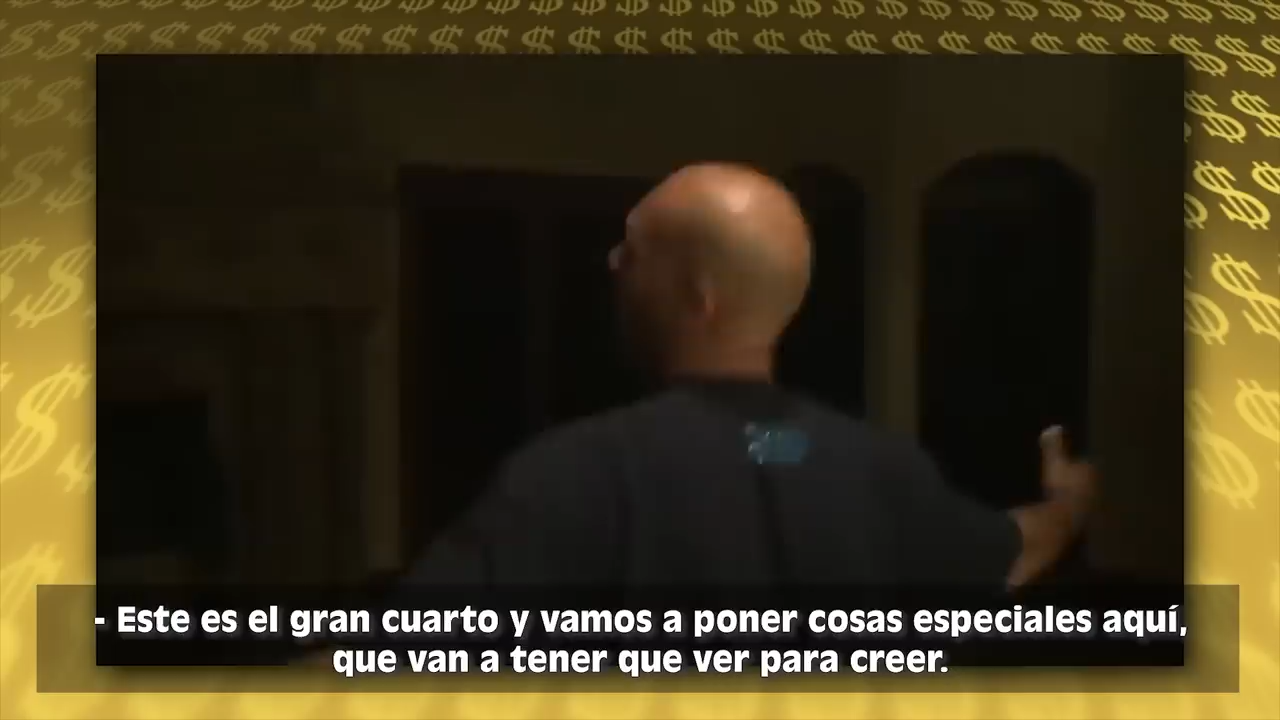 - Este es el gran cuarto y vamos a poner cosas especiales aquí,
que van a tener que ver para creer.